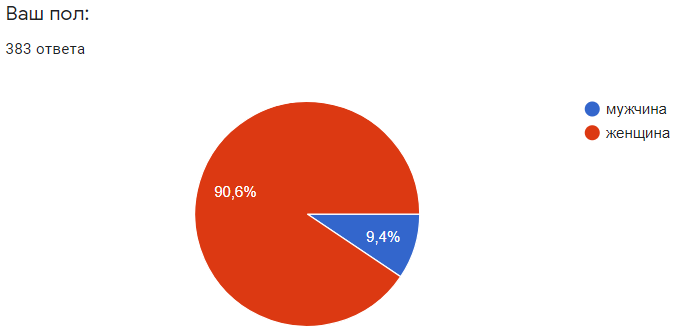 Ваш пол:
383 ответа
мужчина
женщина
90,6%
9,4%